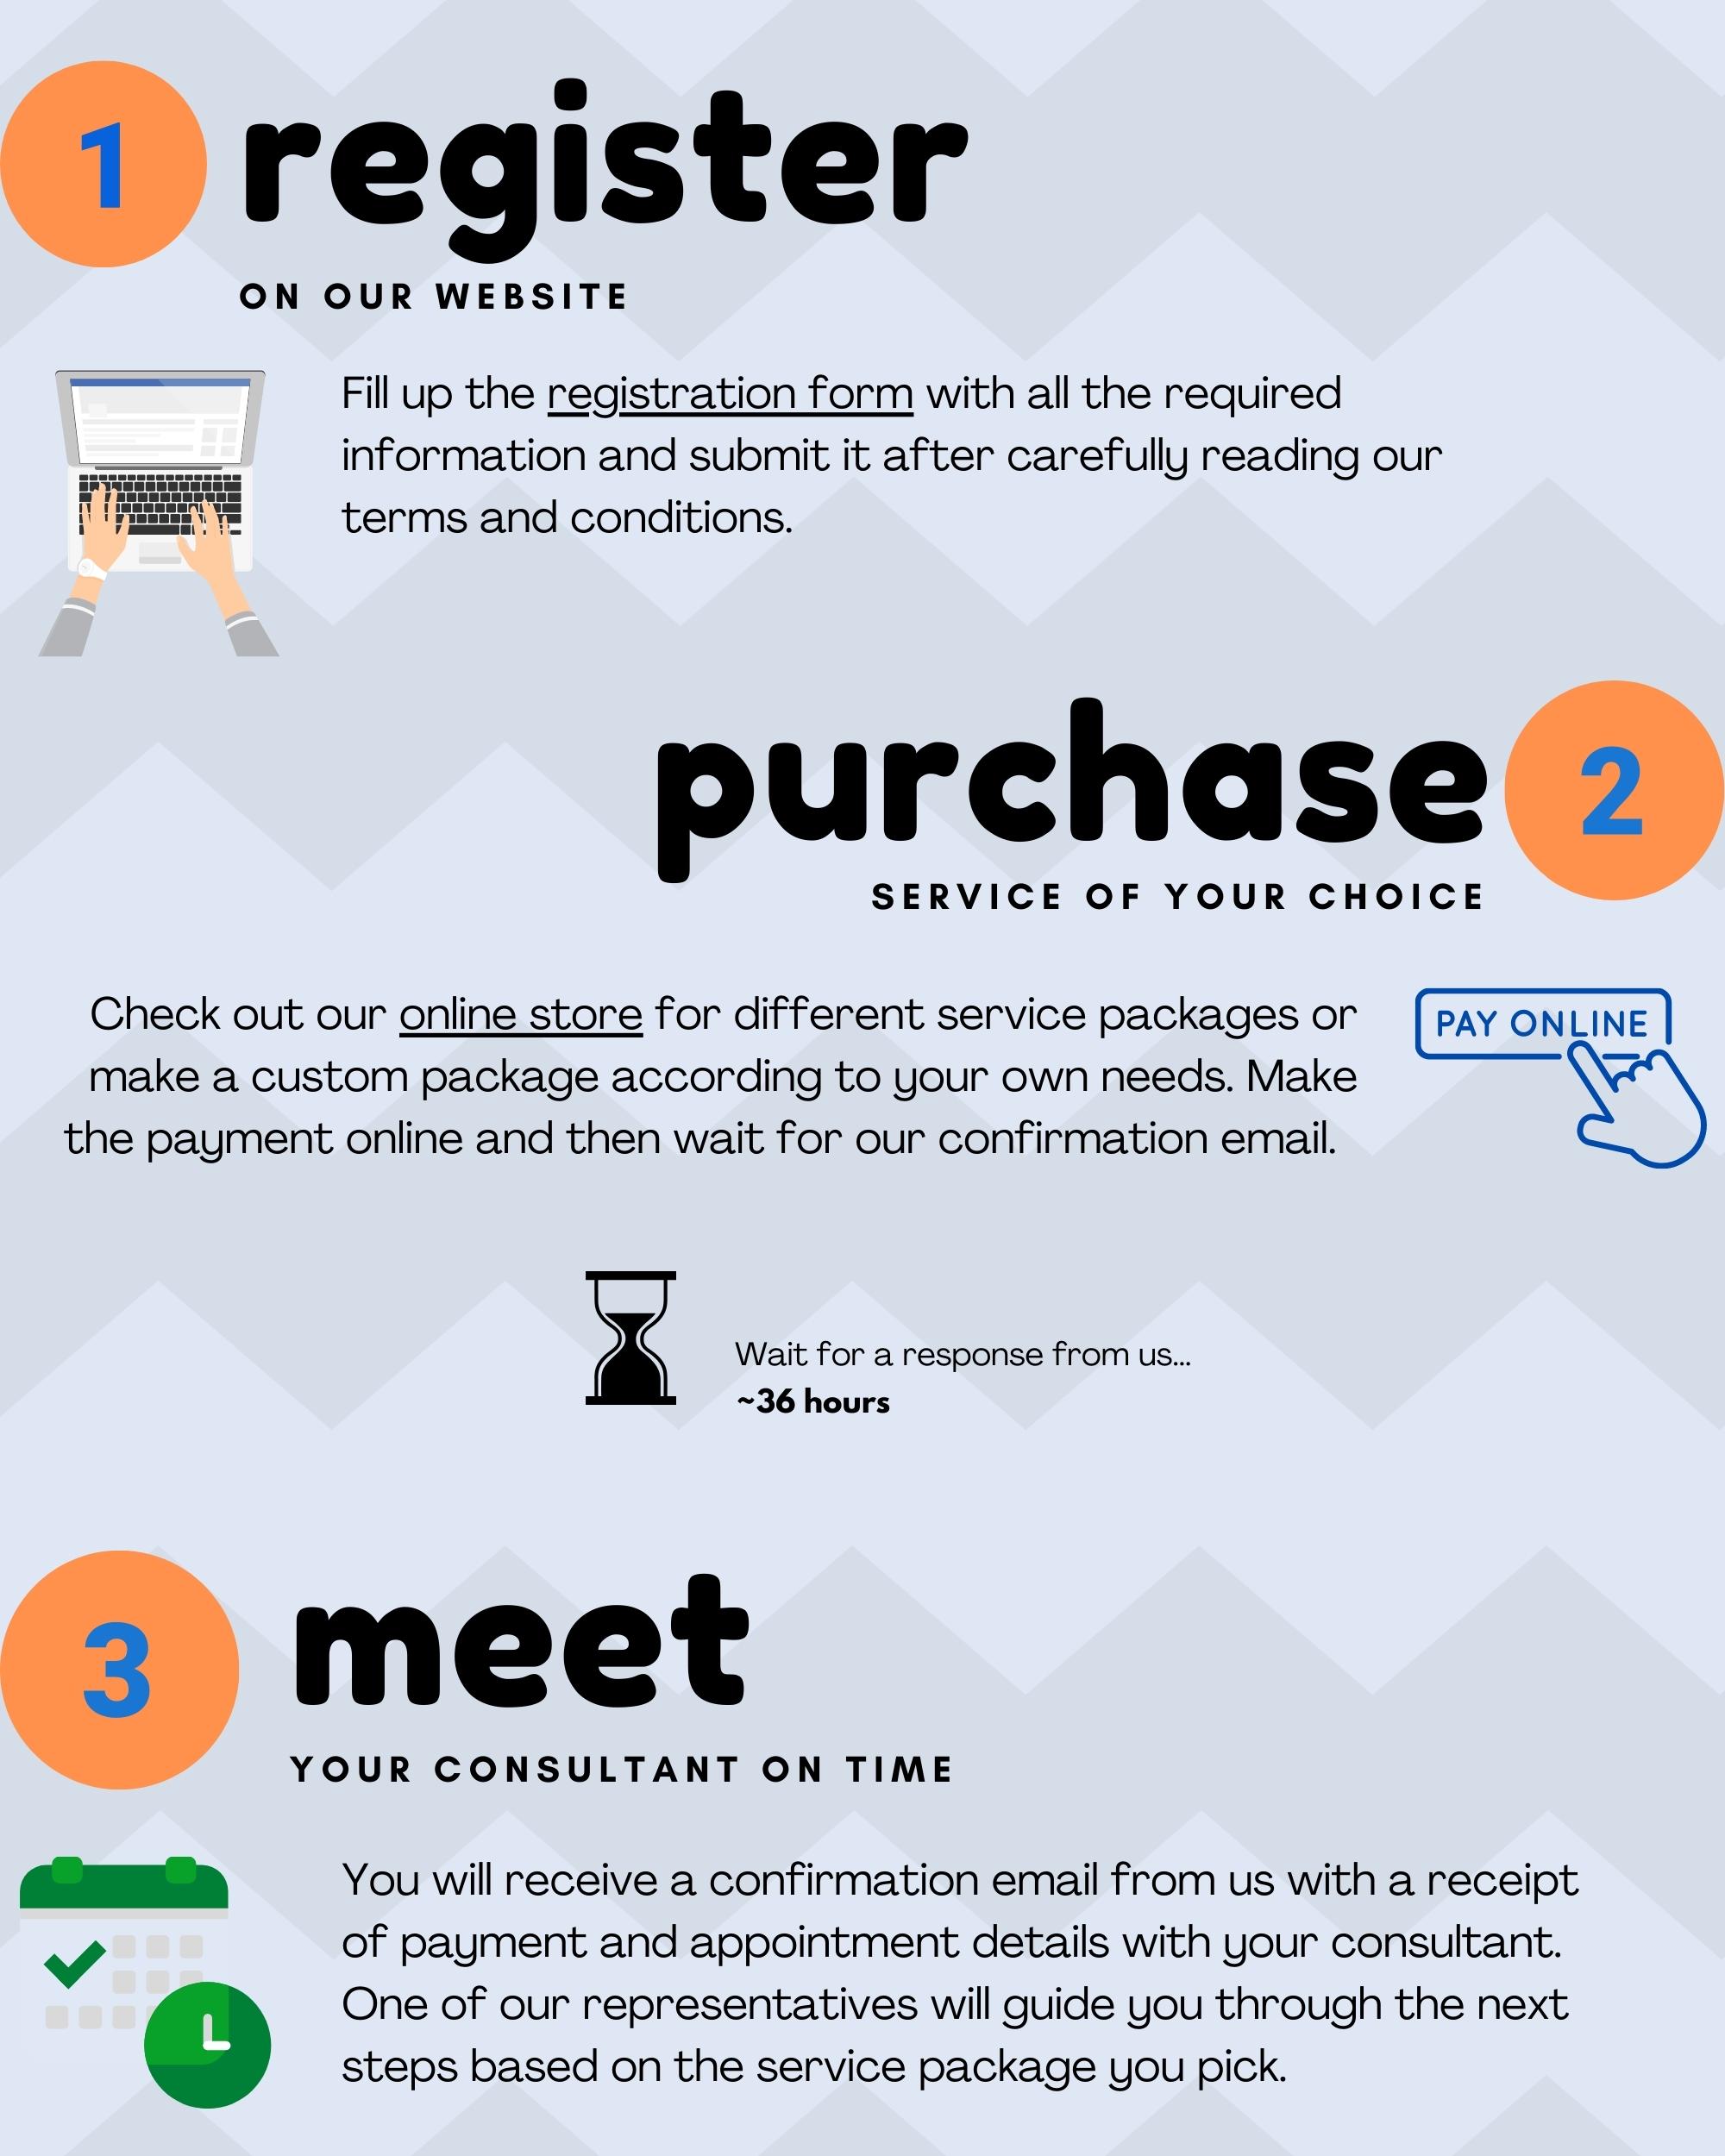 1
register
ON OUR WEBSITE
Fill up the registration form with all the required
information and submit it after carefully reading our
terms and conditions.
purchase
2
SERVICE OF YOUR CHOICE
Check out our online store for different service packages or
make a custom package according to your own needs. Make
the payment online and then wait for our confirmation email.
PAY ONLINE
Wait for a response from us...
~36 hours
3
meet
YOUR CONSULTANT ON TIME
You will receive a confirmation email from us with a receipt
of payment and appointment details with your consultant.
One of our representatives will guide you through the next
steps based on the service package you pick.